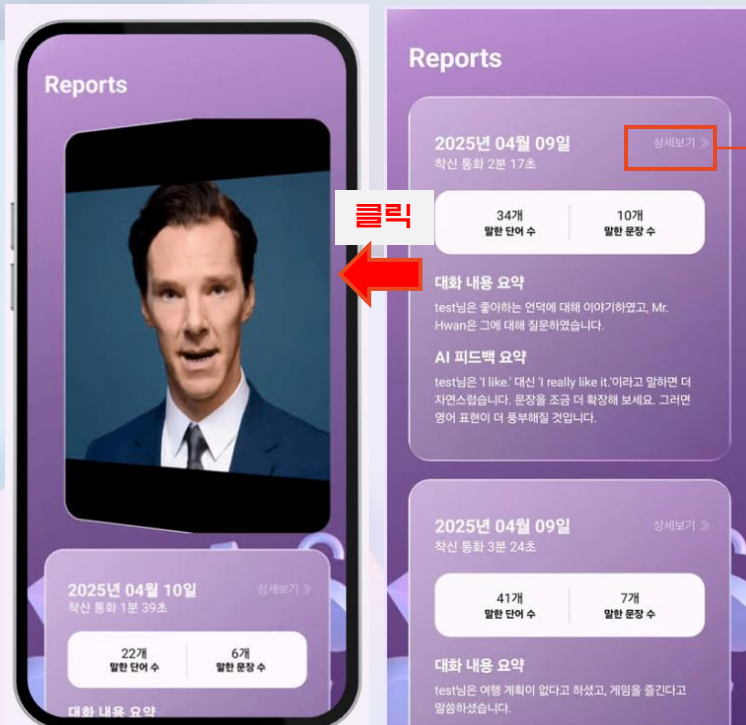 Reports
2025년 04월 10일
상세보기 》
착신 통화 1분 39초
22개
6개
말한 단어 수
말한 문장 수
대화 내용 요약
클릭
Reports
2025년 04월 09일
상세보기 》
착신 통화 2분 17초
34개
10개
말한 단어 수
말한 문장 수
대화 내용 요약
test님은 좋아하는 언덕에 대해 이야기하였고, Mr.
Hwan은 그에 대해 질문하였습니다.
AI 피드백 요약
test님은 'I like.' 대신 'I really like it.'이라고 말하면 더
자연스럽습니다. 문장을 조금 더 확장해 보세요. 그러면
영어 표현이 더 풍부해질 것입니다.
2025년 04월 09일
상세보기 》
착신 통화 3분 24초
41개
7개
말한 단어 수
말한 문장 수
대화 내용 요약
test님은 여행 계획이 없다고 하셨고, 게임을 즐긴다고
말씀하셨습니다.